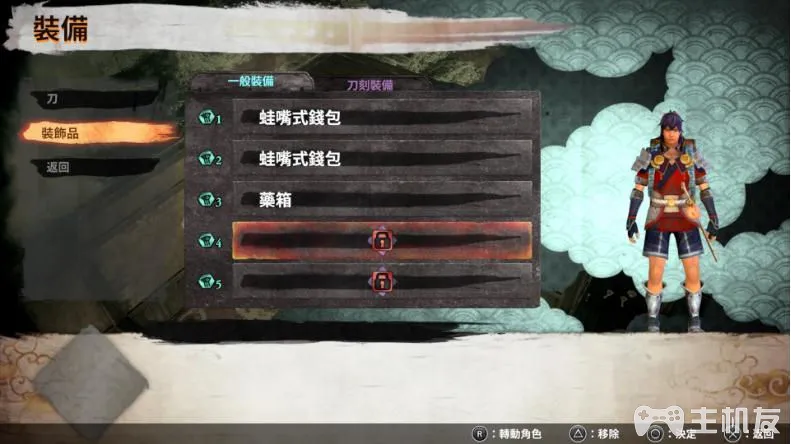 裝備
刀
裝飾品
返回
一般裝備
刀刻裝備
1 蛙嘴式錢包
2 蛙嘴式錢包
3 藥箱
4
5
R：轉動角色 △：移除 ○：決定 ×：返回
主机友